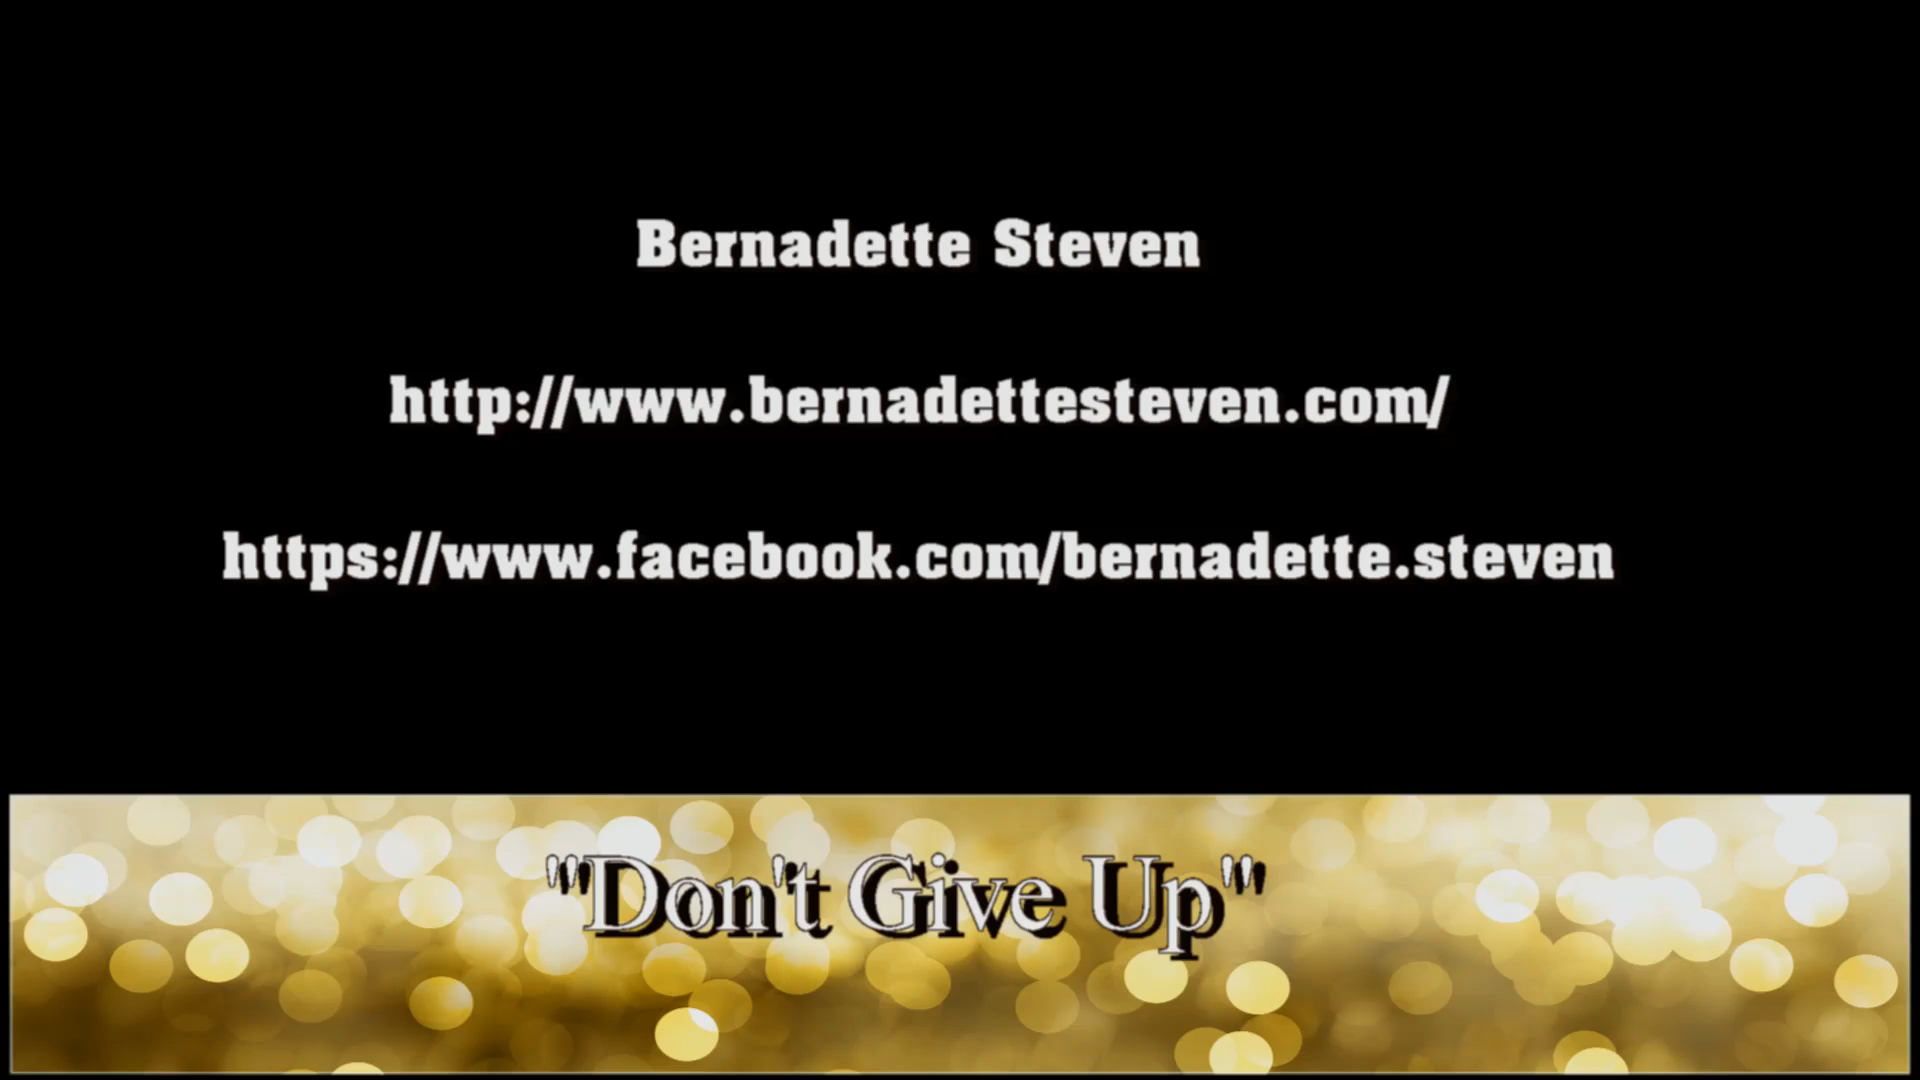 Bernadette Steven
http://www.bernadettesteven.com/
https://www.facebook.com/bernadette.steven
"Don't Give Up"